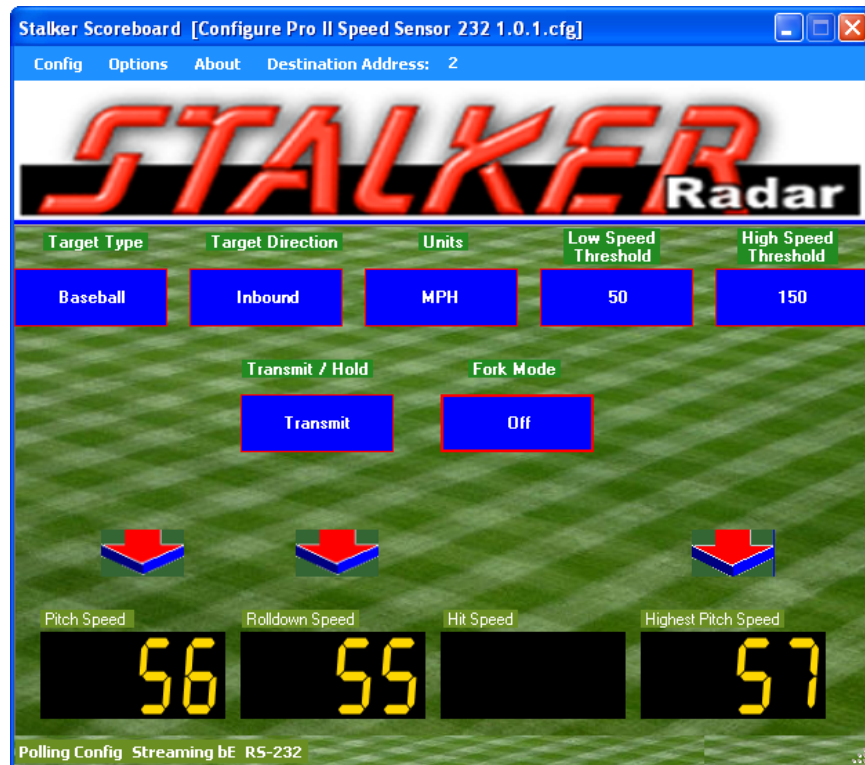 Stalker Scoreboard [Configure Pro II Speed Sensor 232 1.0.1.cfg]
Config Options About Destination Address: 2
STALKER
Radar
Target Type Target Direction Units Low Speed Threshold High Speed Threshold
Baseball Inbound MPH 50 150
Transmit / Hold Fork Mode
Transmit Off
Pitch Speed Rolldown Speed Hit Speed Highest Pitch Speed
56 55 57
Polling Config Streaming bE RS-232